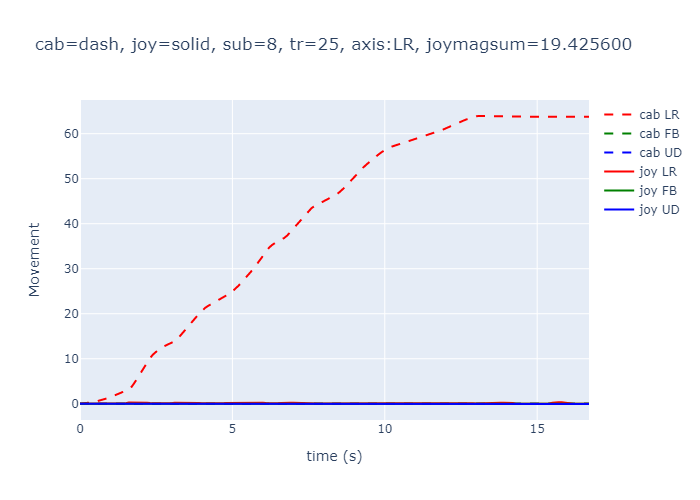 cab=dash, joy=solid, sub=8, tr=25, axis:LR, joymagsum=19.425600
Movement
60
50
40
30
20
10
0
0
5
10
15
time (s)
cab LR
cab FB
cab UD
joy LR
joy FB
joy UD